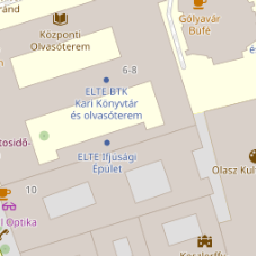 Központi
Olvasóterem
Gólyavár
Büfé
6-8
ELTE BTK
Kari Könyvtár
és olvasóterem
ELTE Ifjúsági
Épület
Olasz Kul
10
Optika